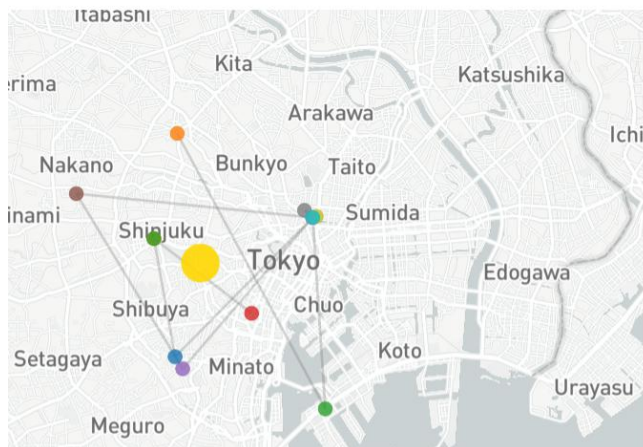 Itabashi
Kita
Katsushika
erima
Arakawa
Ichi
Nakano
Bunkyo
Taito
inami
Sumida
Shinjuku
Tokyo
Edogawa
Shibuya
Chuo
Setagaya
Minato
Koto
Urayasu
Meguro